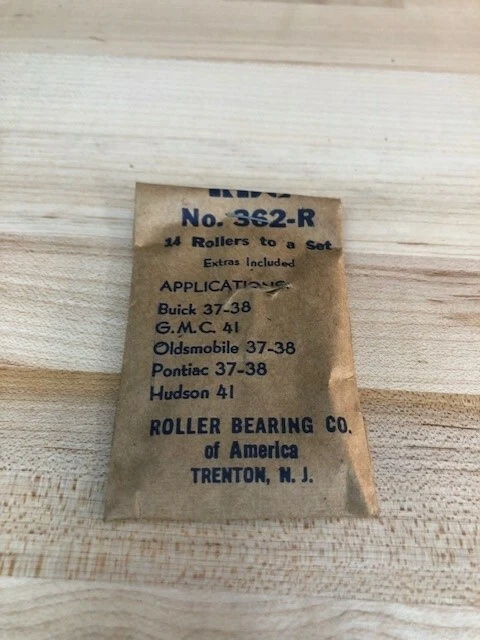 No. 362-R
14 Rollers to a Set
Extras Included
APPLICATIONS:
Buick 37-38
G.M.C. 41
Oldsmobile 37-38
Pontiac 37-38
Hudson 41
ROLLER BEARING CO.
of America
TRENTON, N. J.